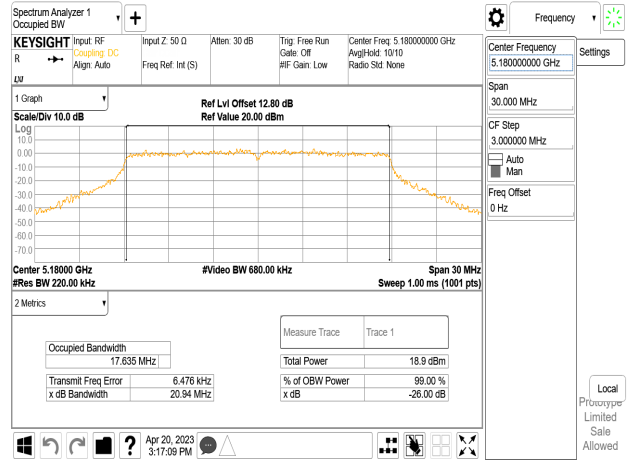 Spectrum Analyzer 1
Occupied BW
Frequency
KEYSIGHT
R
LXI
Input: RF
Coupling: DC
Align: Auto
Input Z: 50 Ω
Freq Ref: Int (S)
Atten: 30 dB
Trig: Free Run
Gate: Off
#IF Gain: Low
Center Freq: 5.180000000 GHz
Avg|Hold: 10/10
Radio Std: None
Center Frequency
5.180000000 GHz
Settings
Span
30.000 MHz
CF Step
3.000000 MHz
Auto
Man
Freq Offset
0 Hz
1 Graph
Scale/Div 10.0 dB
Ref Lvl Offset 12.80 dB
Ref Value 20.00 dBm
Log
10.0
0.00
-10.0
-20.0
-30.0
-40.0
-50.0
-60.0
-70.0
Center 5.18000 GHz
#Video BW 680.00 kHz
Span 30 MHz
#Res BW 220.00 kHz
Sweep 1.00 ms (1001 pts)
2 Metrics
Measure Trace
Trace 1
Occupied Bandwidth
17.635 MHz
Total Power
18.9 dBm
Transmit Freq Error
6.476 kHz
% of OBW Power
99.00 %
x dB Bandwidth
20.94 MHz
x dB
-26.00 dB
Local
Prototype
Limited
Sale
Allowed
?
Apr 20, 2023
3:17:09 PM